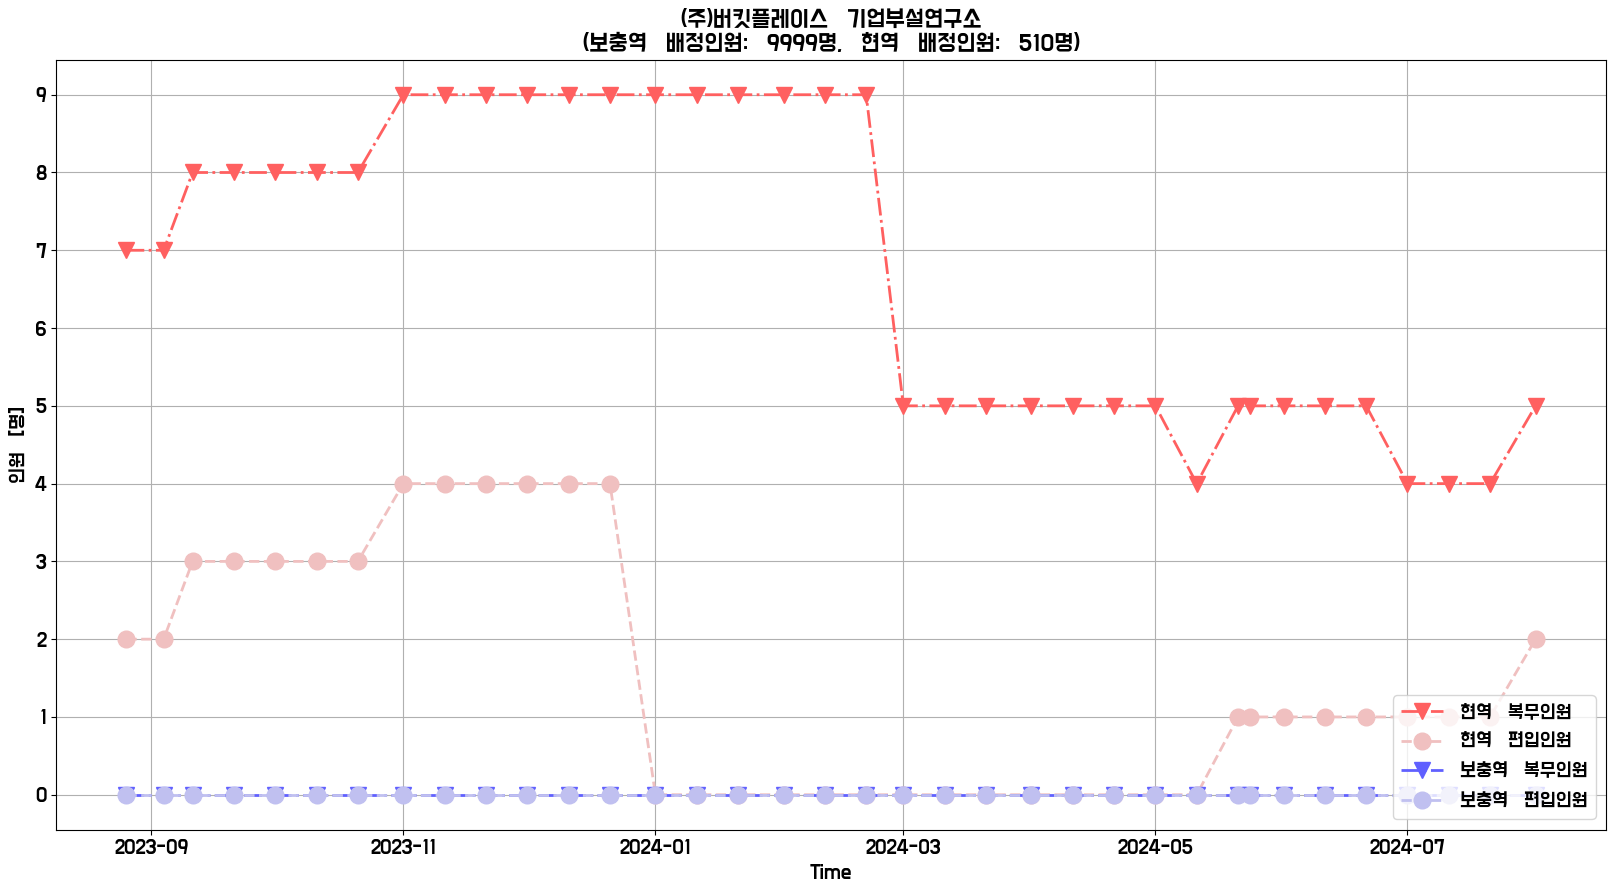 (주)버킷플레이스 기업부설연구소
(보충역 배정인원: 9999명, 현역 배정인원: 510명)
9
8
7
6
5
4
3
2
1
0
인원 [명]
2023-09
2023-11
2024-01
2024-03
2024-05
2024-07
Time
현역 복무인원
현역 편입인원
보충역 복무인원
보충역 편입인원